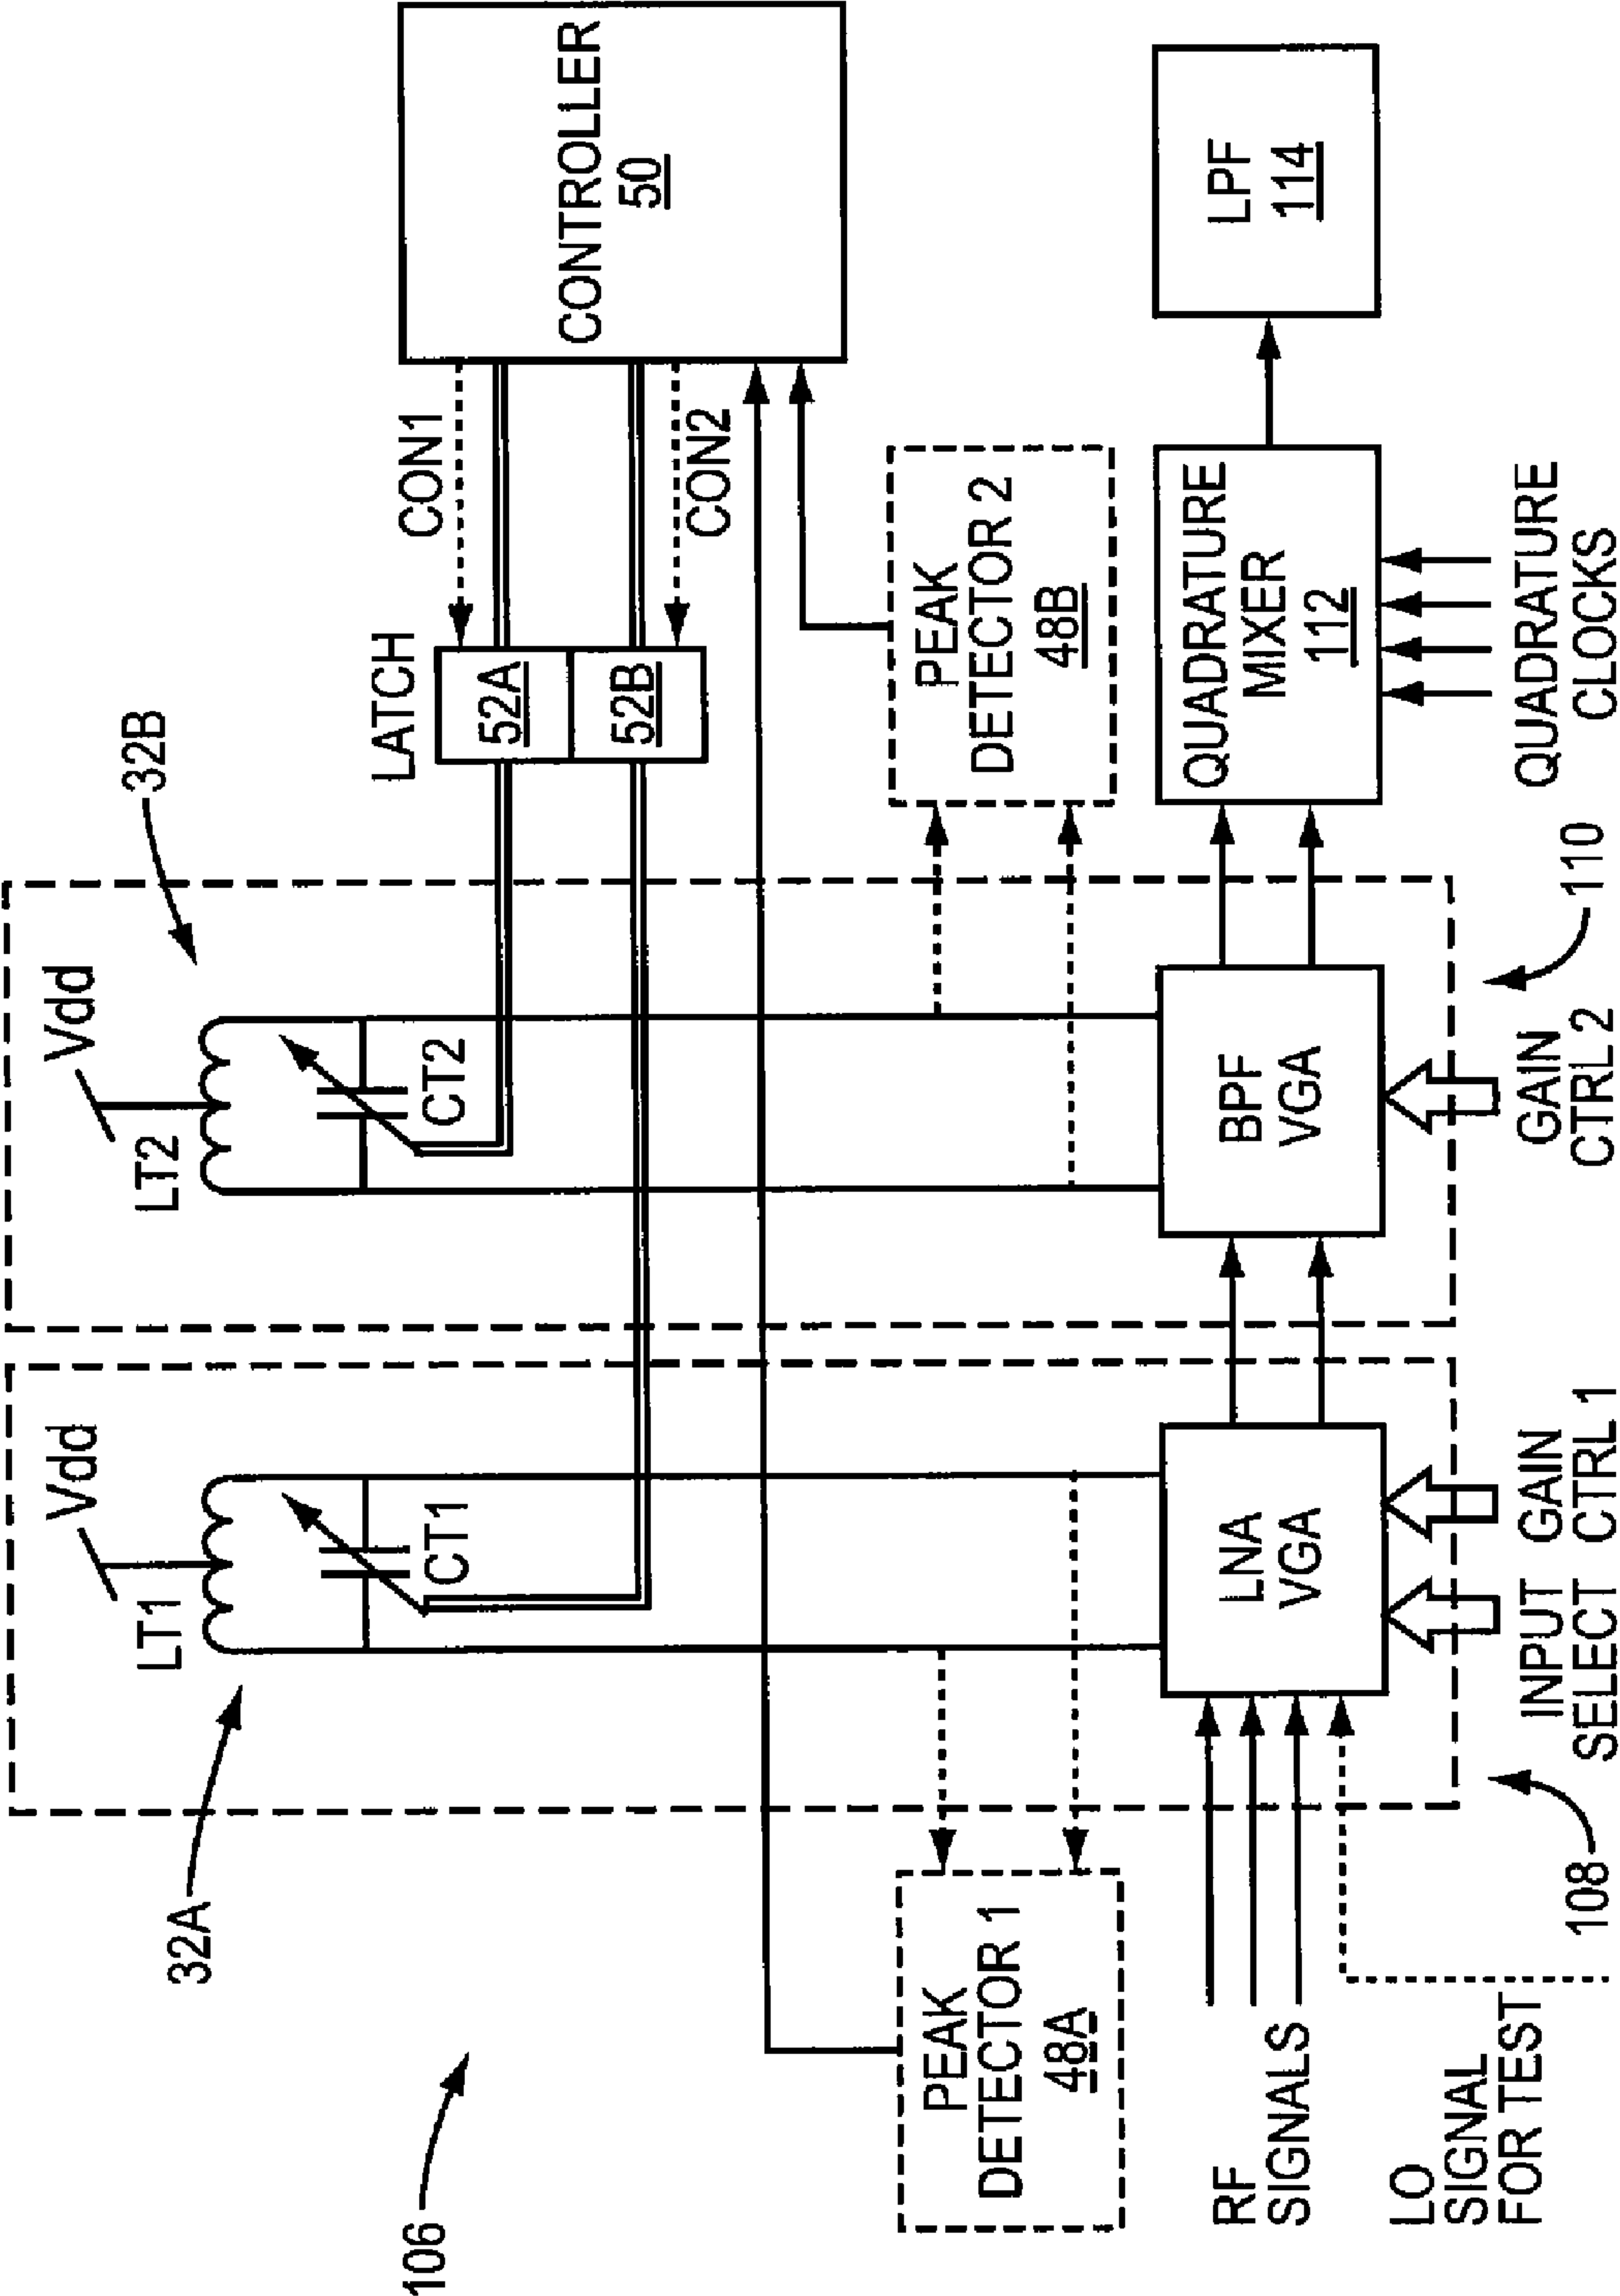 106
32A
LT1
Vdd
CT1
32B
LT2
Vdd
CT2
LATCH
52A
52B
CON1
CON2
CONTROLLER
50
PEAK
DETECTOR 1
48A
PEAK
DETECTOR 2
48B
RF
SIGNALS
LO
SIGNAL
FOR TEST
LNA
VGA
BPF
VGA
QUADRATURE
MIXER
112
LPF
114
108
INPUT
SELECT
GAIN
CTRL 1
GAIN
CTRL 2
110
QUADRATURE
CLOCKS